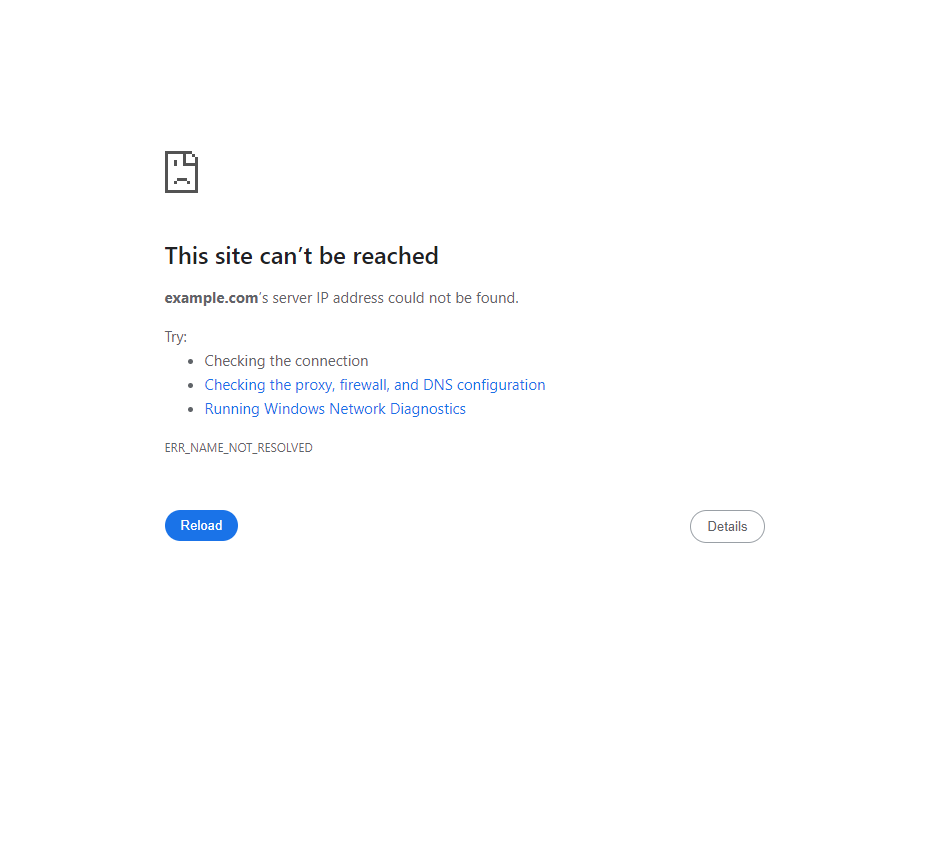 This site can’t be reached
example.com’s server IP address could not be found.
Try:
Checking the connection
Checking the proxy, firewall, and DNS configuration
Running Windows Network Diagnostics
ERR_NAME_NOT_RESOLVED
Reload
Details